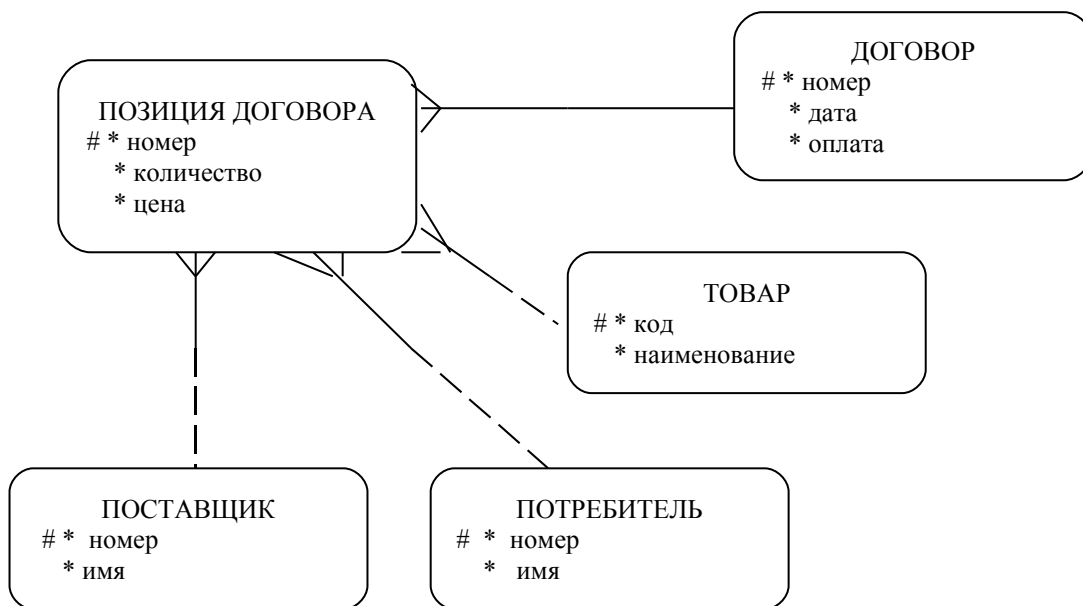 ДОГОВОР
# * номер
* дата
* оплата
ПОЗИЦИЯ ДОГОВОРА
# * номер
* количество
* цена
ТОВАР
# * код
* наименование
ПОСТАВЩИК
# * номер
* имя
ПОТРЕБИТЕЛЬ
# * номер
* имя